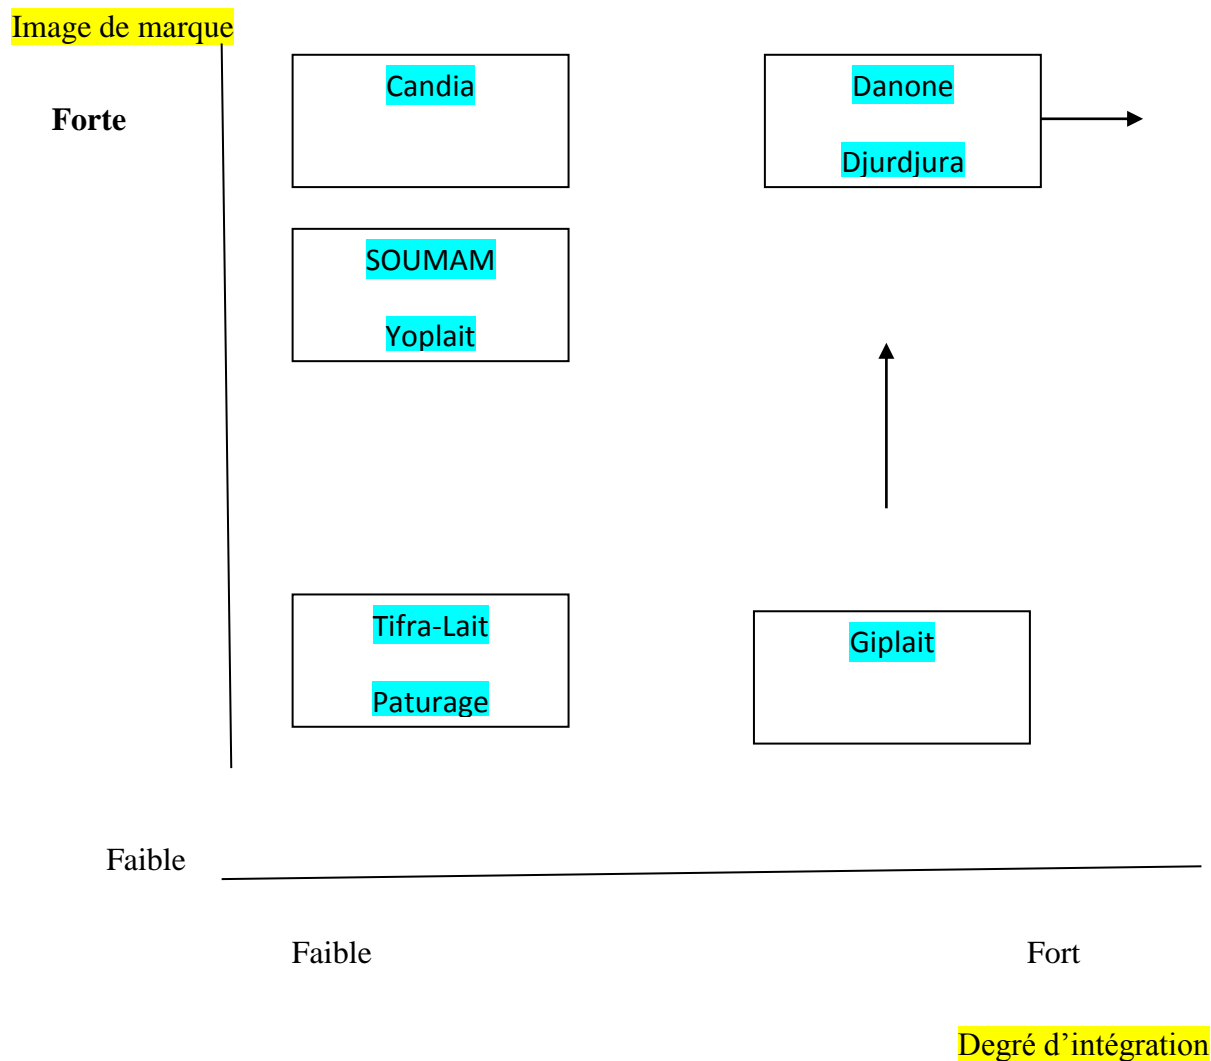 Image de marque
Candia
Danone
Forte
Djurdjura
SOUMAM
Yoplait
Tifra-Lait
Giplait
Paturage
Faible
Faible
Fort
Degré d’intégration